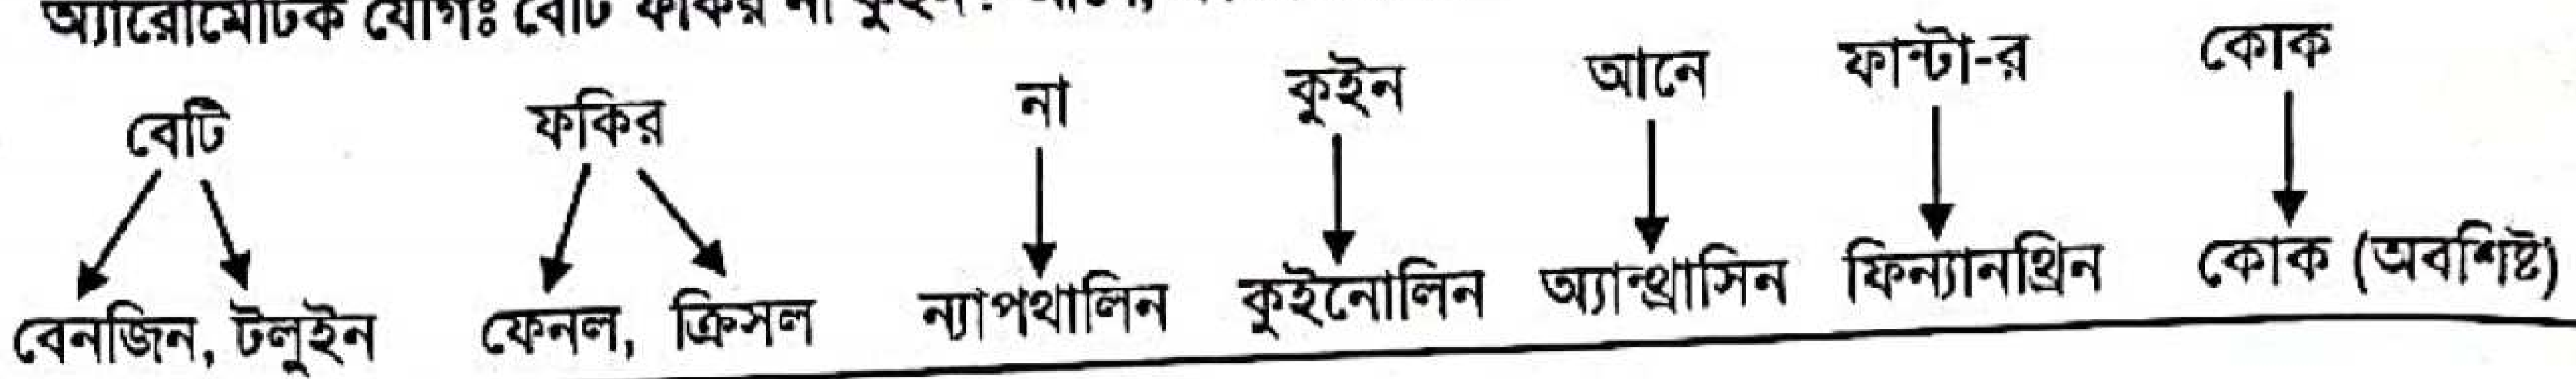 অ্যারোমেটিক যৌগঃ বেটি ফকির না কুইন?
বেটি ফকির না কুইন আনে ফান্টা-র কোক
বেনজিন, টলুইন ফেনল, ক্রিসল ন্যাপথালিন কুইনোলিন অ্যান্থ্রাসিন ফিন্যানথ্রিন কোক (অবশিষ্ট)